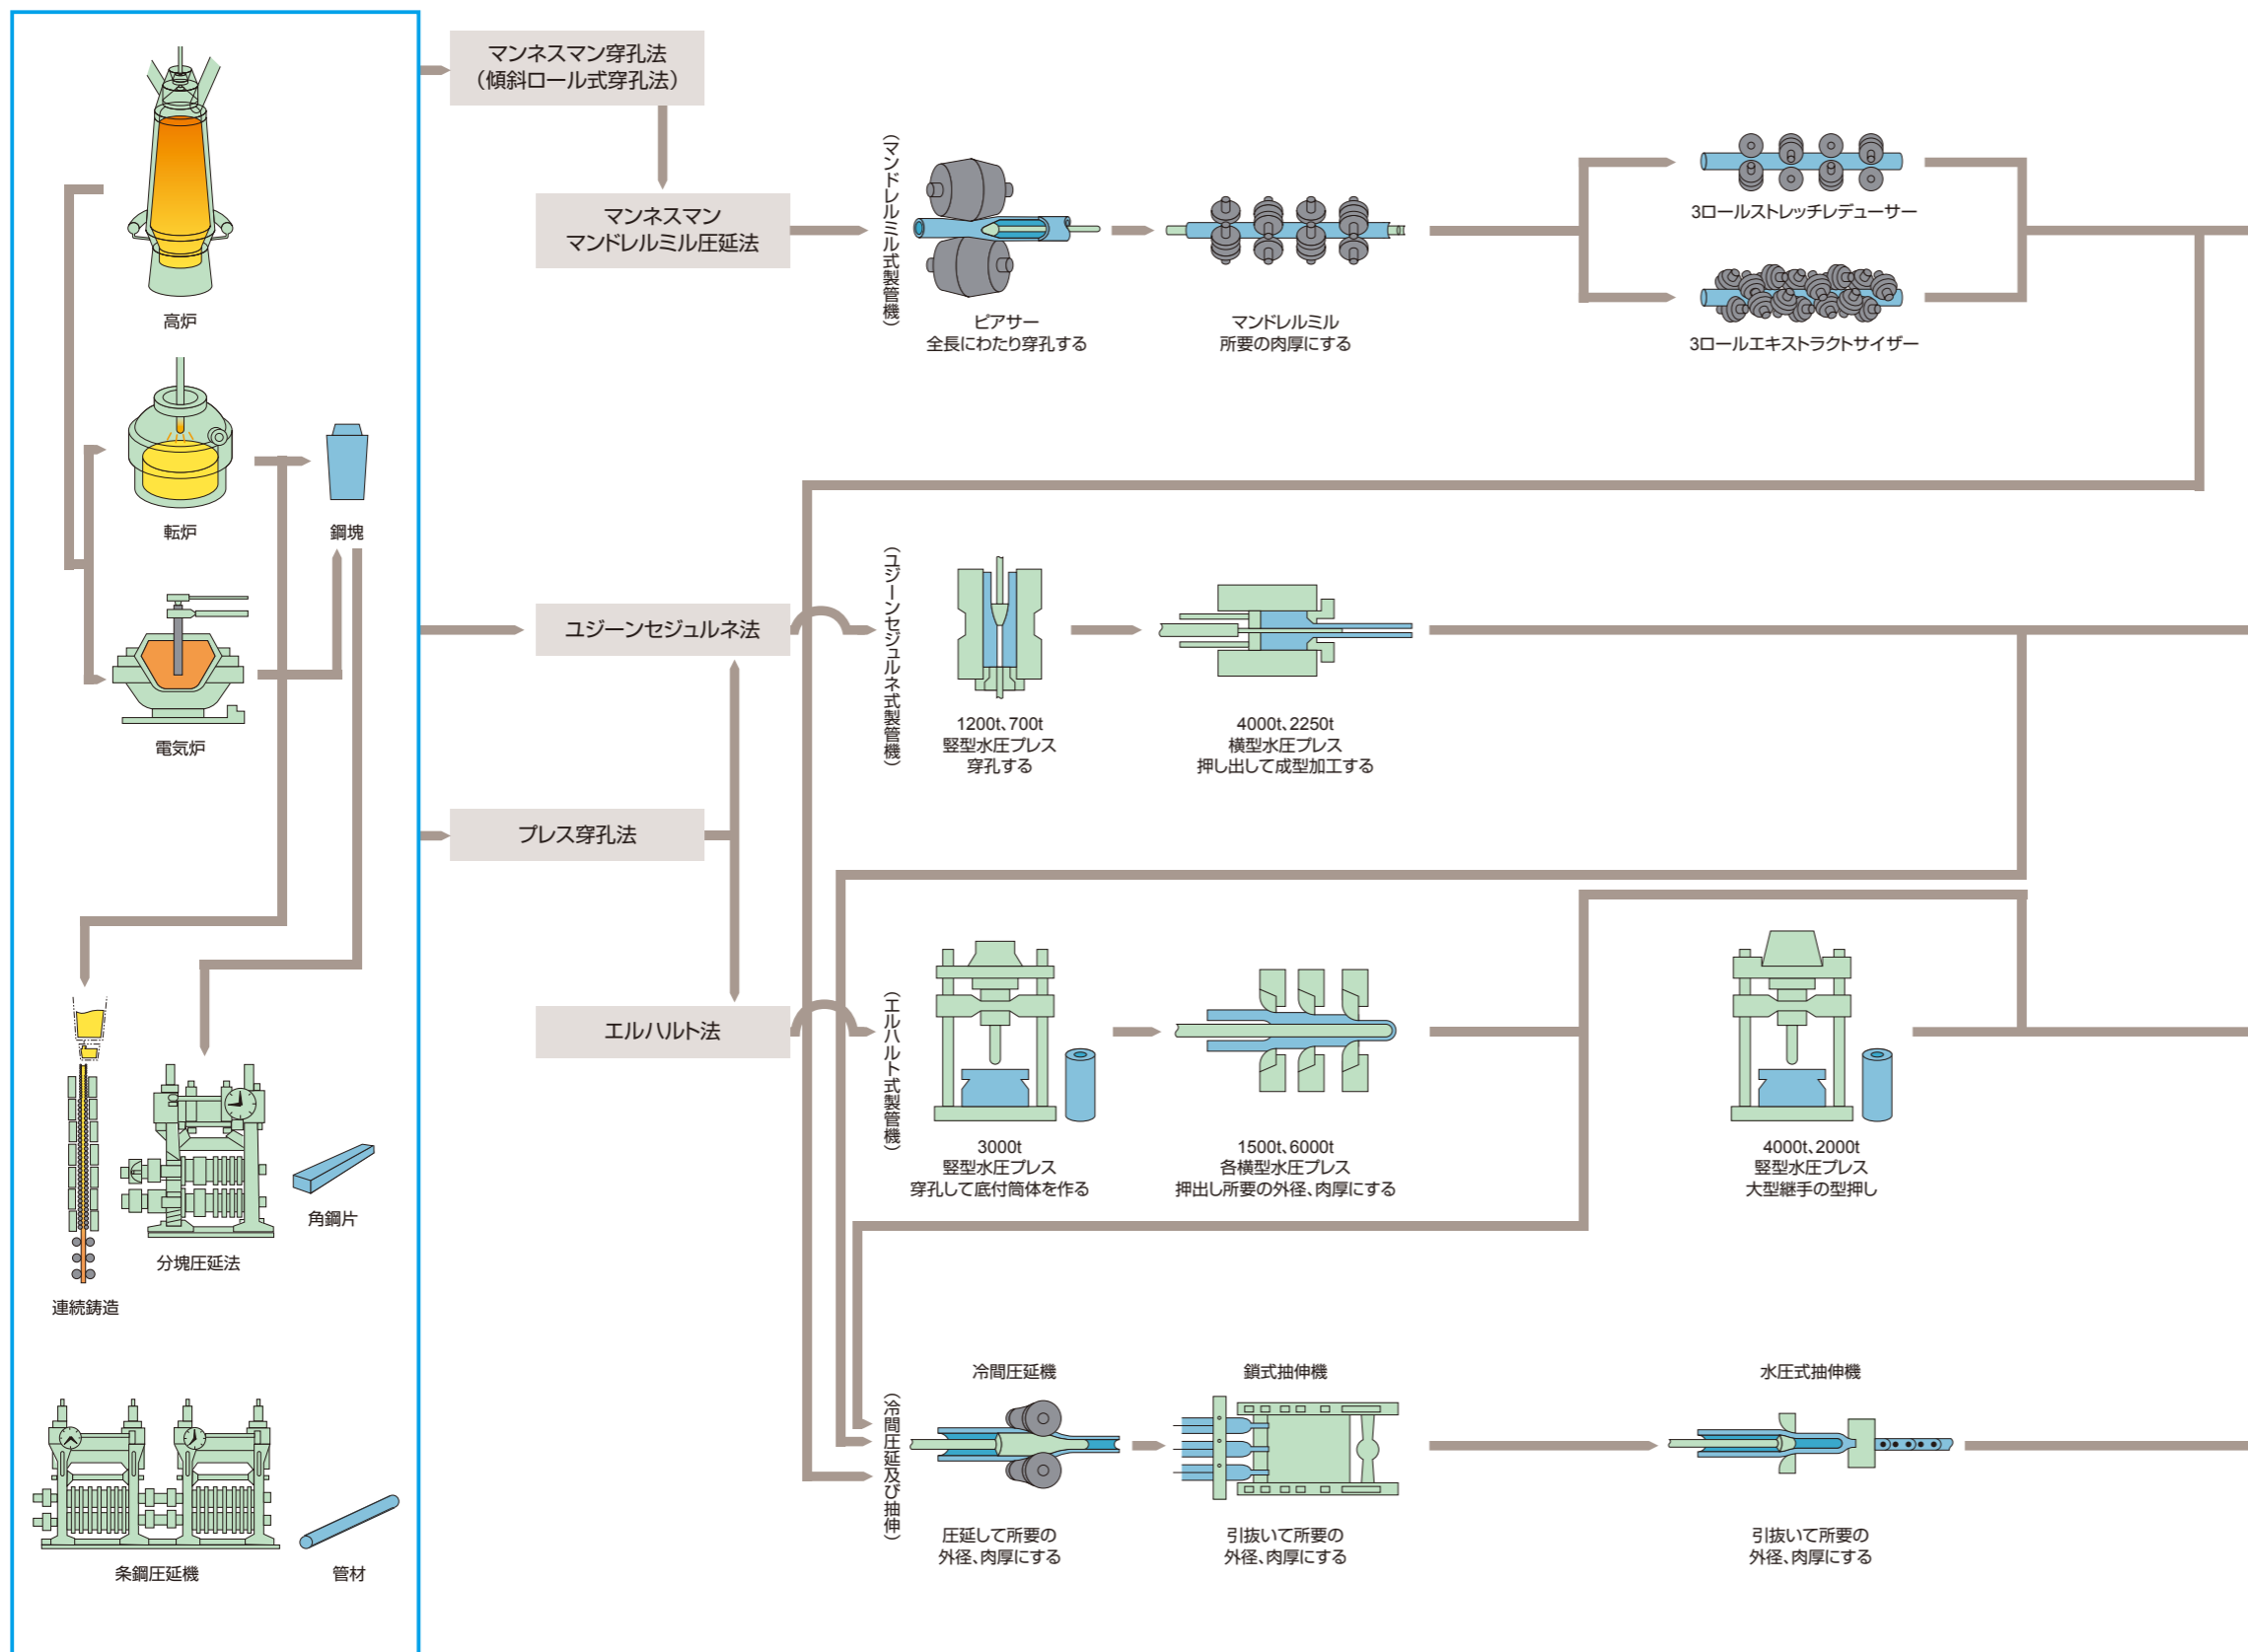 高炉
転炉
鋼塊
電気炉
連続鋳造
分塊圧延法
角鋼片
条鋼圧延機
管材
マンネスマン穿孔法
（傾斜ロール式穿孔法）
マンネスマン
マンドレルミル圧延法
（マンドレルミル式製管機）
ピアサー
全長にわたり穿孔する
マンドレルミル
所要の肉厚にする
3ロールストレッチレデューサー
3ロールエキストラクトサイザー
ユジーンセジュルネ法
（ユジーンセジュルネ式製管機）
1200t、700t
竪型水圧プレス
穿孔する
4000t、2250t
横型水圧プレス
押し出して成型加工する
プレス穿孔法
エルハルト法
（エルハルト式製管機）
3000t
竪型水圧プレス
穿孔して底付筒体を作る
1500t、6000t
各横型水圧プレス
押出し所要の外径、肉厚にする
4000t、2000t
竪型水圧プレス
大型継手の型押し
（冷間圧延及び抽伸）
冷間圧延機
圧延して所要の
外径、肉厚にする
鎖式抽伸機
引抜いて所要の
外径、肉厚にする
水圧式抽伸機
引抜いて所要の
外径、肉厚にする